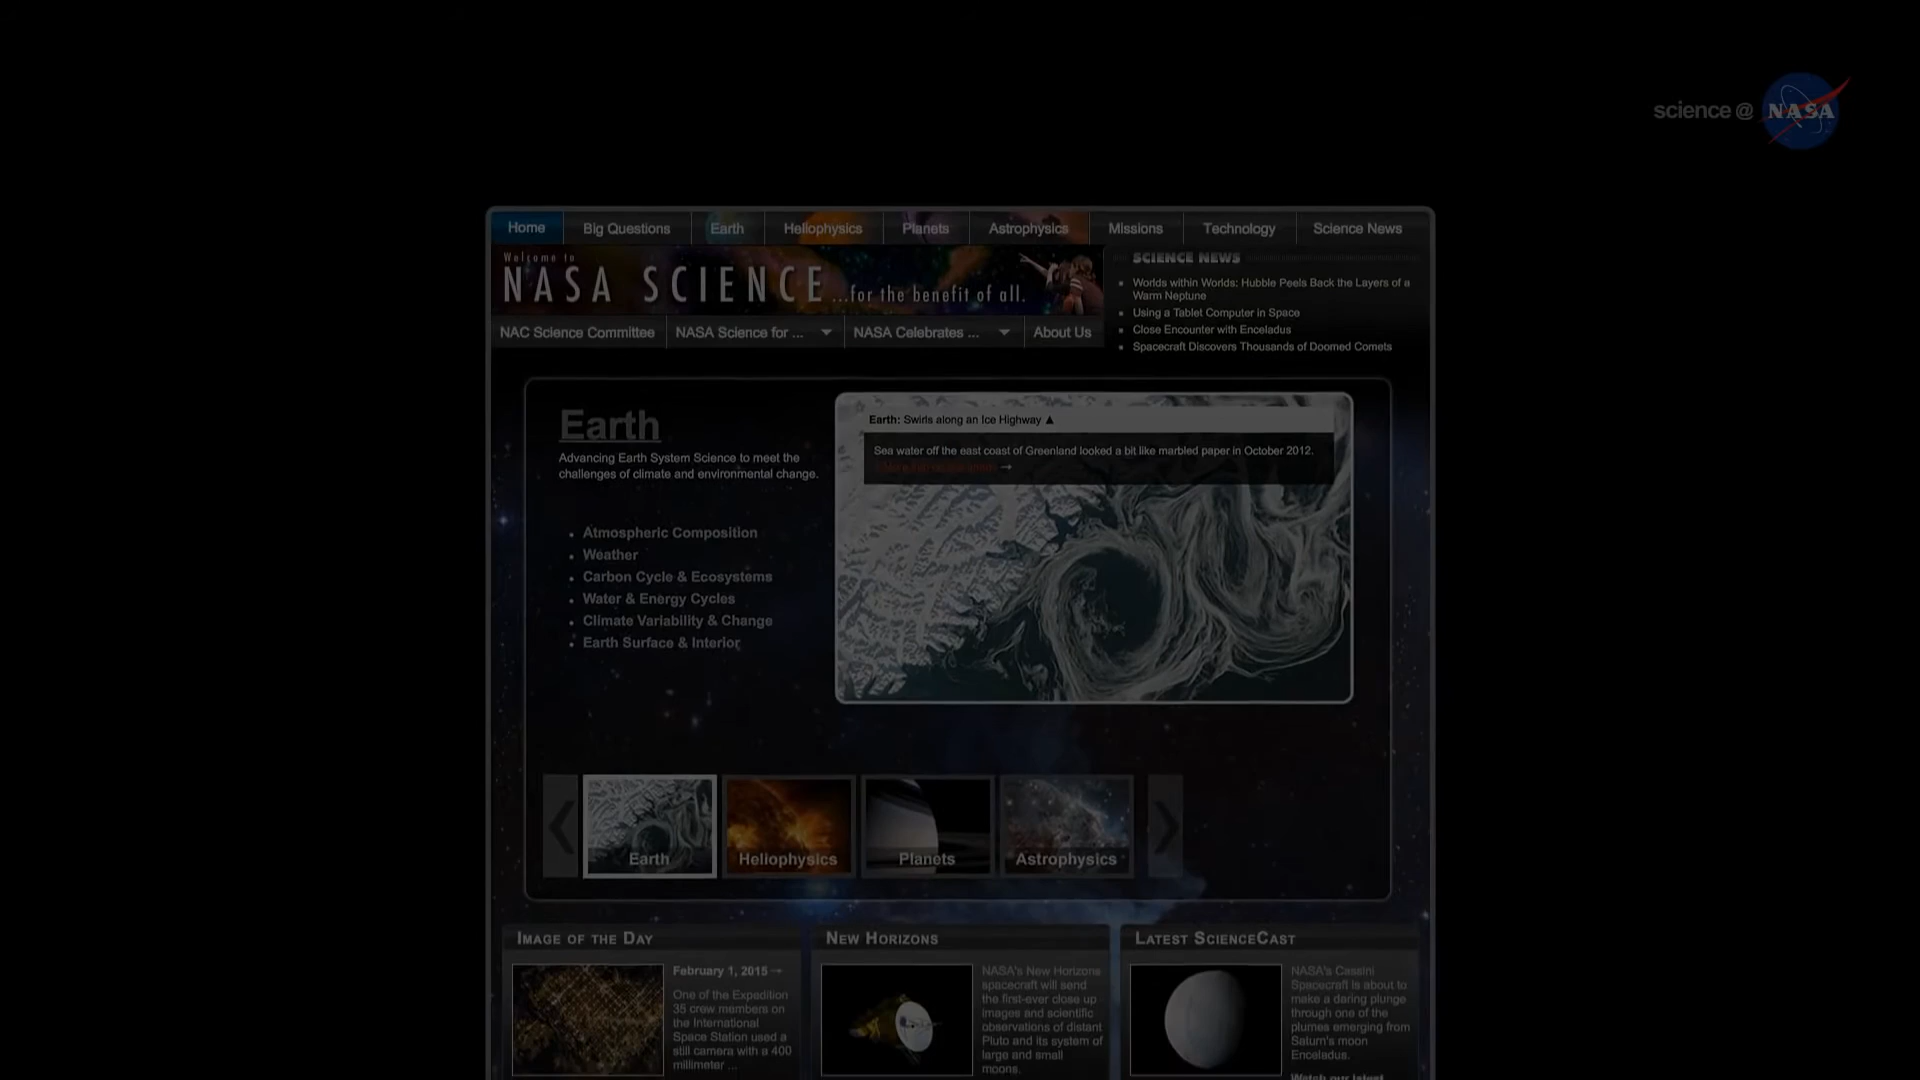 science @ NASA
Home
Big Questions
Earth
Heliophysics
Planets
Astrophysics
Missions
Technology
Science News
Welcome to
NASA SCIENCE ...for the benefit of all.
SCIENCE NEWS
Worlds within Worlds: Hubble Peels Back the Layers of a
Warm Neptune
Using a Tablet Computer in Space
Close Encounter with Enceladus
Spacecraft Discovers Thousands of Doomed Comets
NAC Science Committee
NASA Science for ...
NASA Celebrates ...
About Us
Earth
Advancing Earth System Science to meet the
challenges of climate and environmental change.
Atmospheric Composition
Weather
Carbon Cycle & Ecosystems
Water & Energy Cycles
Climate Variability & Change
Earth Surface & Interior
Earth: Swirls along an Ice Highway ▲
Sea water off the east coast of Greenland looked a bit like marbled paper in October 2012.
Earth
Heliophysics
Planets
Astrophysics
IMAGE OF THE DAY
February 1, 2015 →
One of the Expedition
35 crew members on
the International
Space Station used a
still camera with a 400
millimeter ...
NEW HORIZONS
NASA's New Horizons
spacecraft will send
the first-ever close up
images and scientific
observations of distant
Pluto and its system of
large and small
moons.
LATEST SCIENCECAST
NASA's Cassini
Spacecraft is about to
make a daring plunge
through one of the
plumes emerging from
Saturn's moon
Enceladus.
Watch our latest